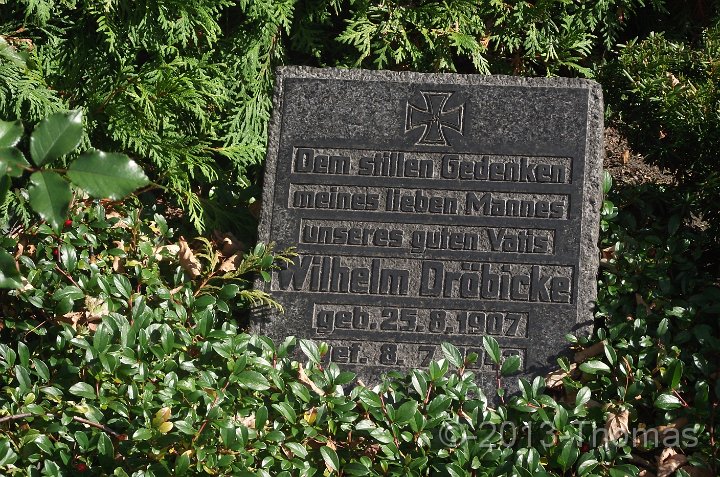 Dem stillen Gedenken
meines lieben Mannes
unseres guten Vatis
Wilhelm Dröbicke
geb. 25. 8. 1907
8. 7.
© -2013- Thomas